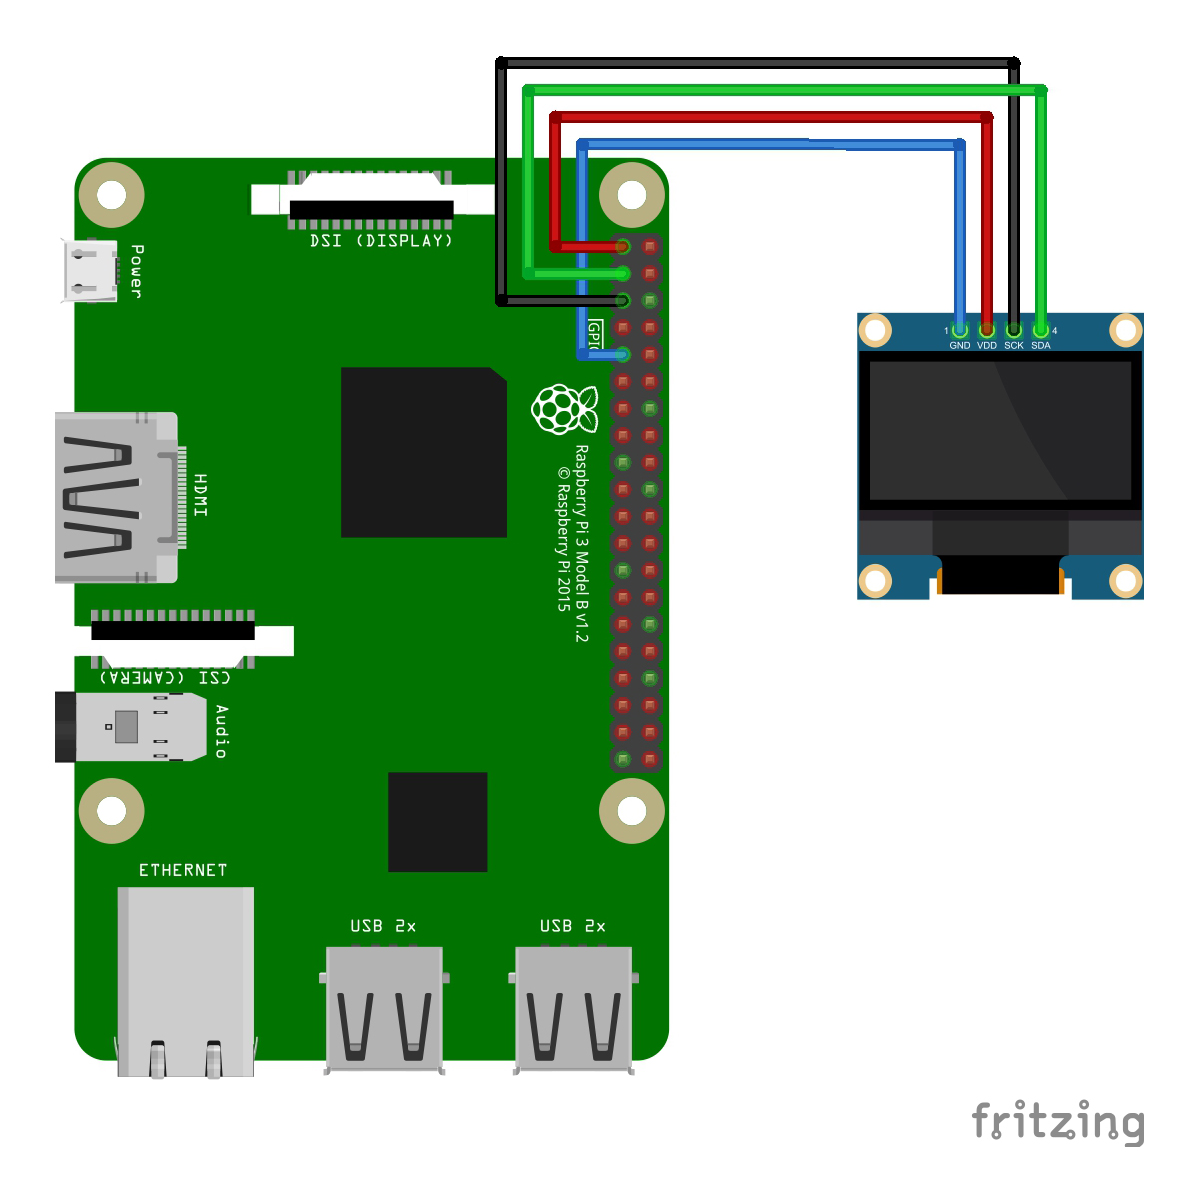 DSI (DISPLAY)
Power
1 GND VDD SCK SDA 4
HDMI
Raspberry Pi 3 Model B v1.2
© Raspberry Pi 2015
CSI (CAMERA)
Audio
ETHERNET
USB 2x
USB 2x
fritzing